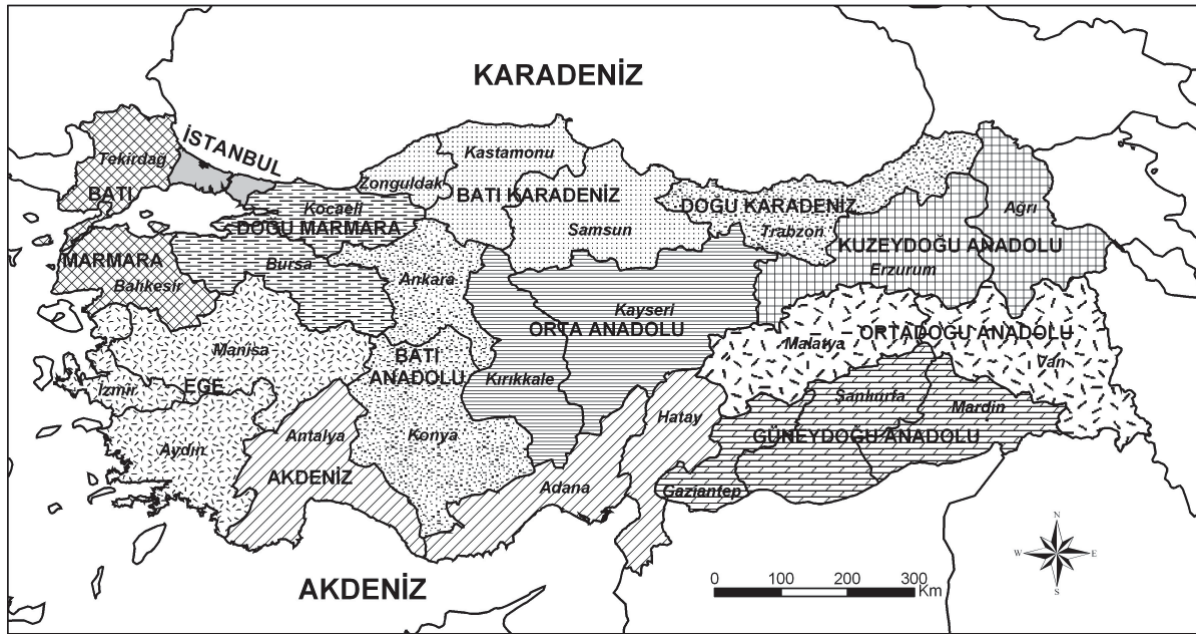 KARADENİZ
İSTANBUL
Tekirdağ
BATI
Kastamonu
Zonguldak
BATI KARADENİZ
Kocaeli
DOĞU MARMARA
Samsun
DOĞU KARADENİZ
Trabzon
Ağrı
KUZEYDOĞU ANADOLU
Erzurum
MARMARA
Balıkesir
Bursa
Ankara
Kayseri
ORTA ANADOLU
Malatya
ORTADOĞU ANADOLU
Van
Manisa
BATI
ANADOLU
Kırıkkale
İzmir
EGE
Şanlıurfa
Mardin
Hatay
GÜNEYDOĞU ANADOLU
Antalya
Konya
Aydın
AKDENİZ
Adana
Gaziantep
AKDENİZ
0 100 200 300
Km
N
W E
S